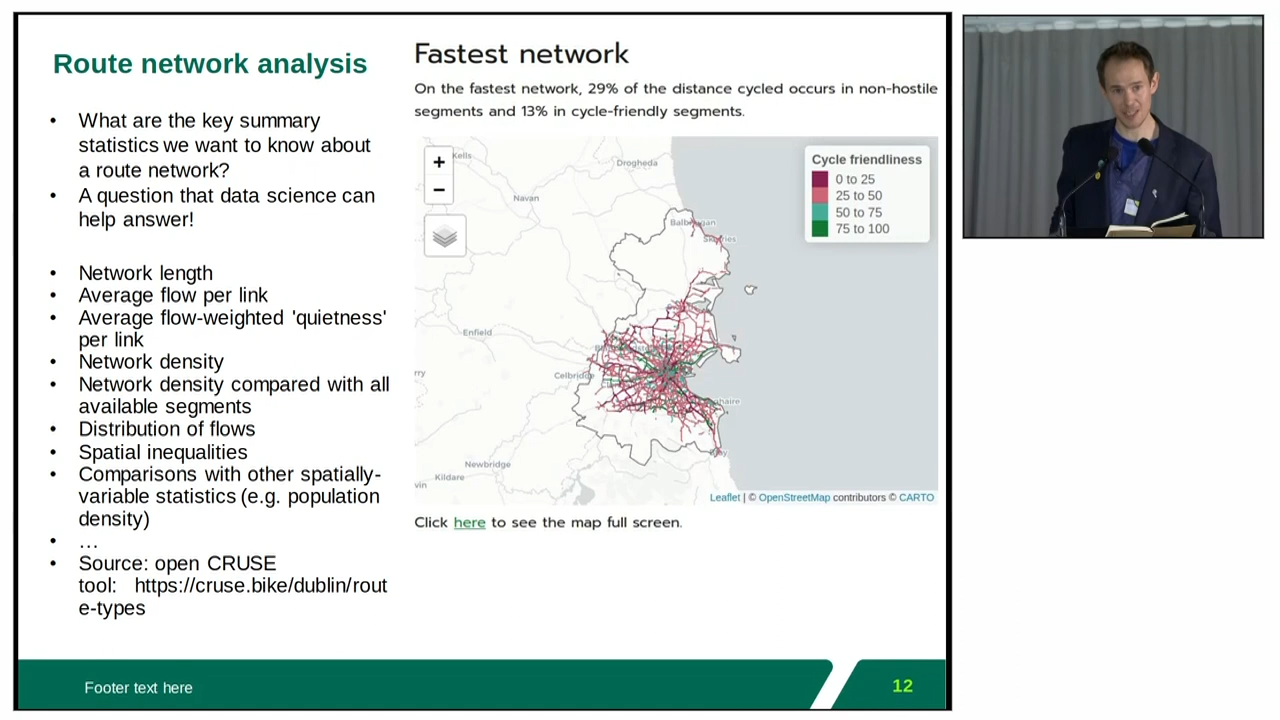 Route network analysis
• What are the key summary
statistics we want to know about
a route network?
• A question that data science can
help answer!
• Network length
• Average flow per link
• Average flow-weighted 'quietness'
per link
• Network density
• Network density compared with all
available segments
• Distribution of flows
• Spatial inequalities
• Comparisons with other spatially-
variable statistics (e.g. population
density)
• …
• Source: open CRUSE
tool: https://cruse.bike/dublin/rout
e-types
Fastest network
On the fastest network, 29% of the distance cycled occurs in non-hostile
segments and 13% in cycle-friendly segments.
+
−
Kells
Drogheda
Navan
Enfield
Newbridge
Kildare
Cycle friendliness
0 to 25
25 to 50
50 to 75
75 to 100
Leaflet | © OpenStreetMap contributors © CARTO
Click here to see the map full screen.
Footer text here
12